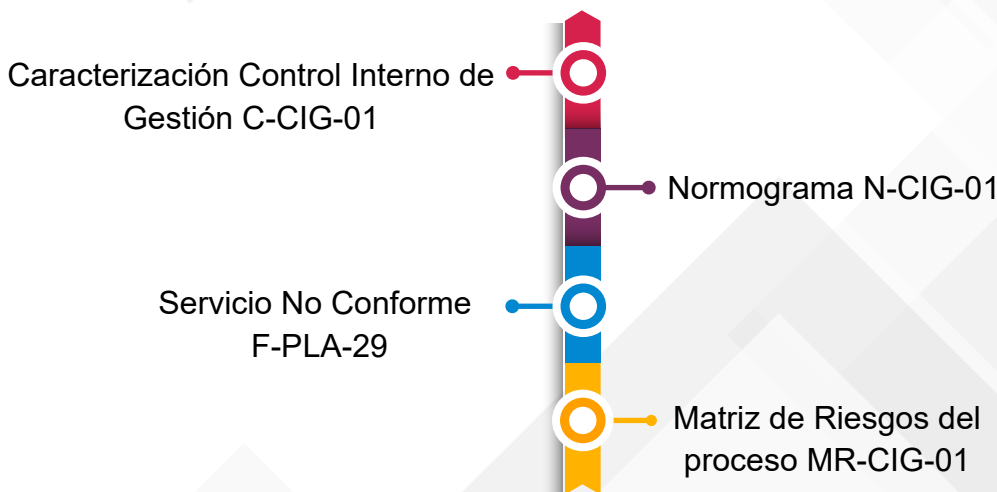 Caracterización Control Interno de
Gestión C-CIG-01
Normograma N-CIG-01
Servicio No Conforme
F-PLA-29
Matriz de Riesgos del
proceso MR-CIG-01